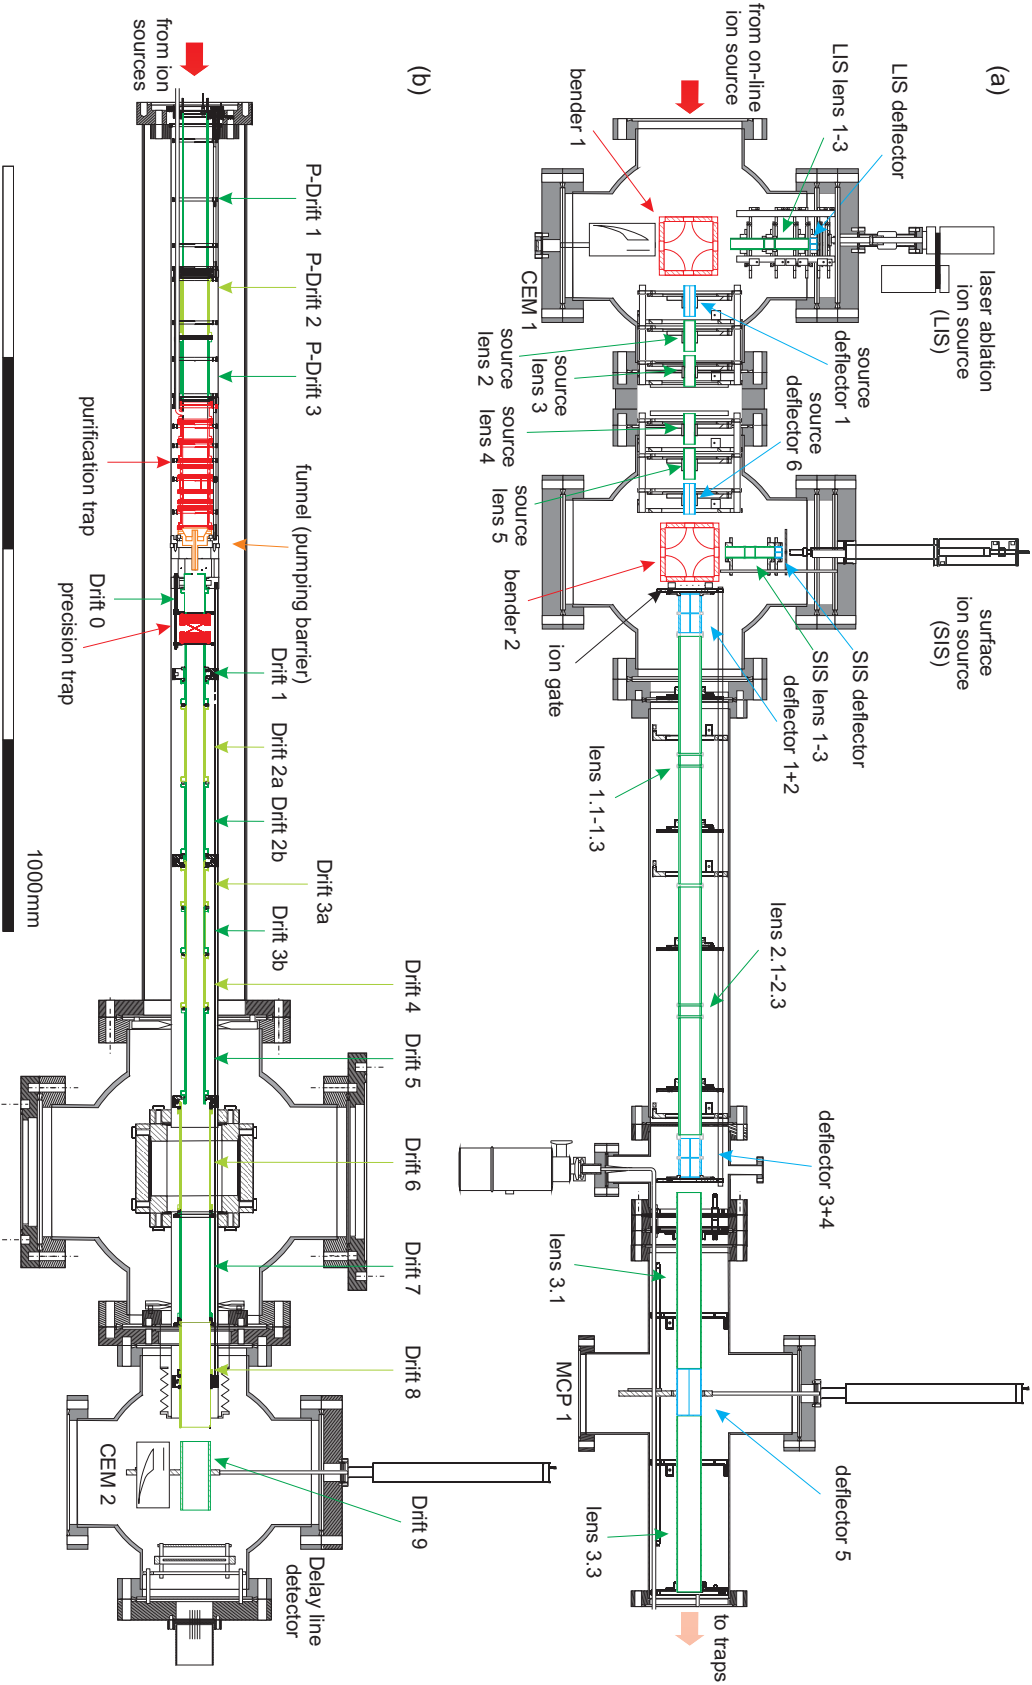 (a)
from on-line
ion source
bender 1
LIS lens 1-3
LIS deflector
laser ablation
ion source
(LIS)
CEM 1
source
lens 2
source
lens 3
source
deflector 1
source
lens 4
source
deflector 6
source
lens 5
bender 2
ion gate
surface
ion source
(SIS)
SIS deflector
SIS lens 1-3
deflector 1+2
lens 1.1-1.3
lens 2.1-2.3
deflector 3+4
lens 3.1
MCP 1
deflector 5
lens 3.3
to traps
(b)
from ion
sources
P-Drift 1
P-Drift 2
P-Drift 3
purification trap
funnel (pumping barrier)
Drift 0
precision trap
Drift 1
Drift 2a
Drift 2b
Drift 3a
Drift 3b
Drift 4
Drift 5
Drift 6
Drift 7
Drift 8
CEM 2
Drift 9
Delay line
detector
1000mm